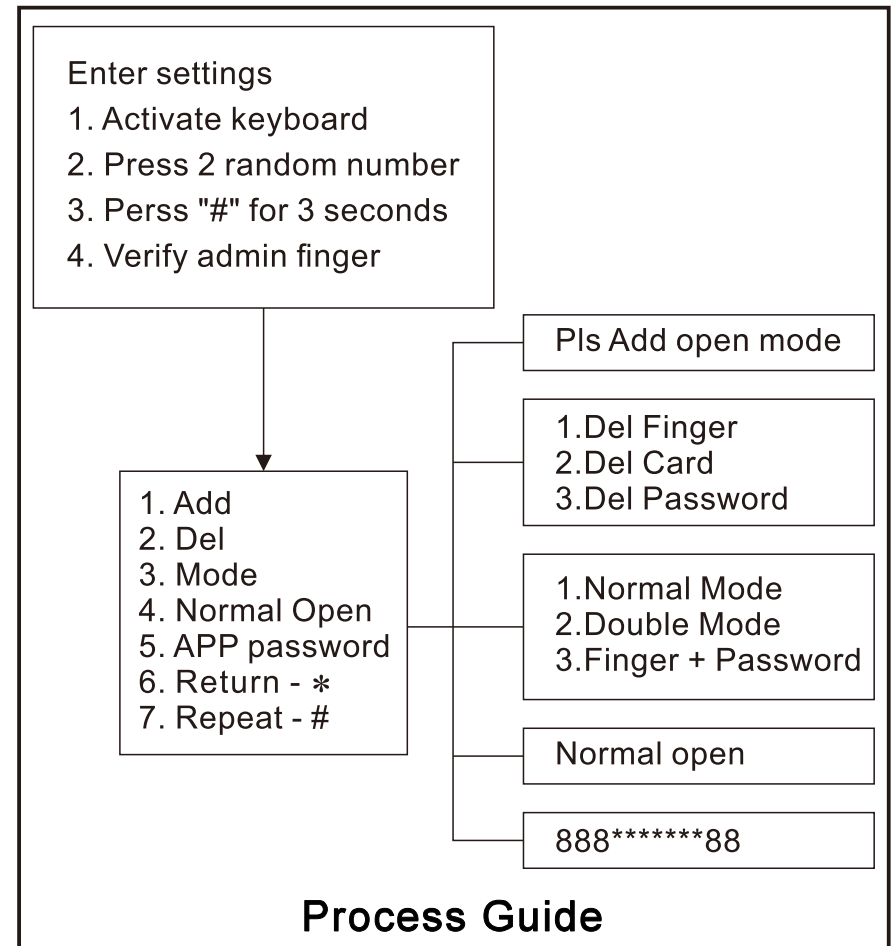 Enter settings
1. Activate keyboard
2. Press 2 random number
3. Perss "#" for 3 seconds
4. Verify admin finger
1. Add
2. Del
3. Mode
4. Normal Open
5. APP password
6. Return - *
7. Repeat - #
Pls Add open mode
1.Del Finger
2.Del Card
3.Del Password
1.Normal Mode
2.Double Mode
3.Finger + Password
Normal open
888*******88
Process Guide